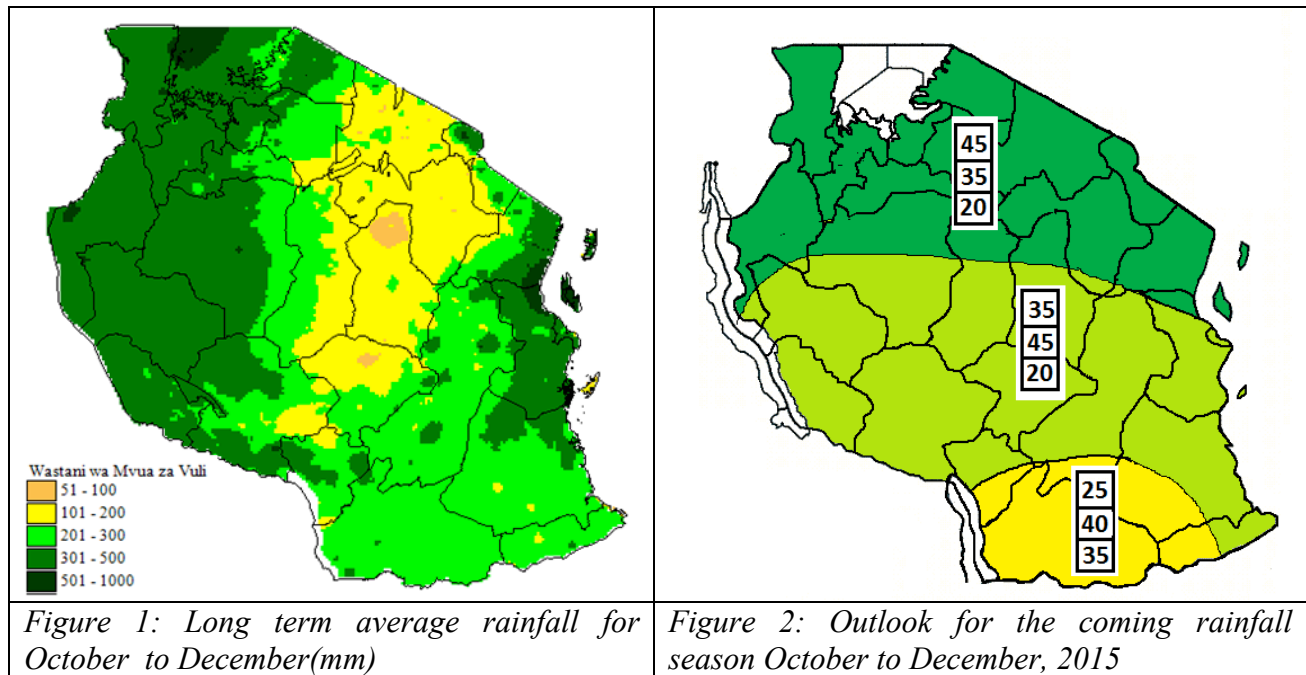 Wastani wa Mvua za Vuli
51 - 100
101 - 200
201 - 300
301 - 500
501 - 1000
Figure 1: Long term average rainfall for
October to December(mm)
45
35
20
35
45
20
25
40
35
Figure 2: Outlook for the coming rainfall
season October to December, 2015